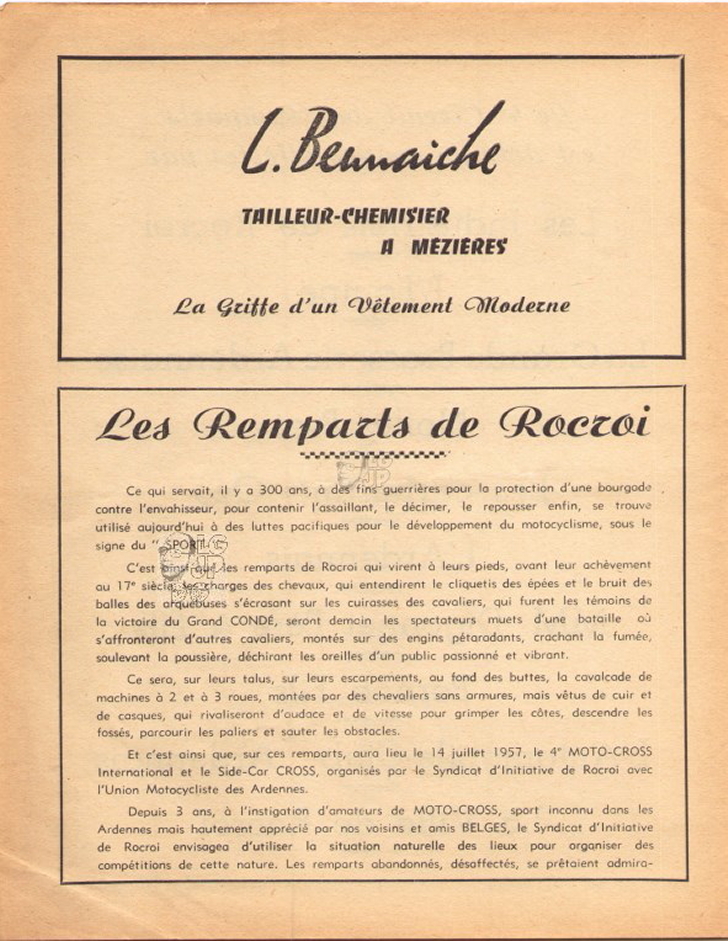 L. Bennaiche
TAILLEUR-CHEMISIER
A MÉZIÈRES
La Griffe d'un Vêtement Moderne
Les Remparts de Rocroi
Ce qui servait, il y a 300 ans, à des fins guerrières pour la protection d'une bourgade
contre l'envahisseur, pour contenir l'assaillant, le décimer, le repousser enfin, se trouve
utilisé aujourd'hui à des luttes pacifiques pour le développement du motocyclisme, sous le
signe du " SPORT "
C'est ainsi que les remparts de Rocroi qui virent à leurs pieds, avant leur achèvement
au 17e siècle, les charges des chevaux, qui entendirent le cliquetis des épées et le bruit des
balles des arquebuses s'écrasant sur les cuirasses des cavaliers, qui furent les témoins de
la victoire du Grand CONDÉ, seront demain les spectateurs muets d'une bataille où
s'affronteront d'autres cavaliers, montés sur des engins pétaradants, crachant la fumée,
soulevant la poussière, déchirant les oreilles d'un public passionné et vibrant.
Ce sera, sur leurs talus, sur leurs escarpements, au fond des buttes, la cavalcade de
machines à 2 et à 3 roues, montées par des chevaliers sans armures, mais vêtus de cuir et
de casques, qui rivaliseront d'audace et de vitesse pour grimper les côtes, descendre les
fossés, parcourir les paliers et sauter les obstacles.
Et c'est ainsi que, sur ces remparts, aura lieu le 14 juillet 1957, le 4e MOTO-CROSS
International et le Side-Car CROSS, organisés par le Syndicat d'Initiative de Rocroi avec
l'Union Motocycliste des Ardennes.
Depuis 3 ans, à l'instigation d'amateurs de MOTO-CROSS, sport inconnu dans les
Ardennes mais hautement apprécié par nos voisins et amis BELGES, le Syndicat d'Initiative
de Rocroi envisagea d'utiliser la situation naturelle des lieux pour organiser des
compétitions de cette nature. Les remparts abandonnés, désaffectés, se prêtaient admira-